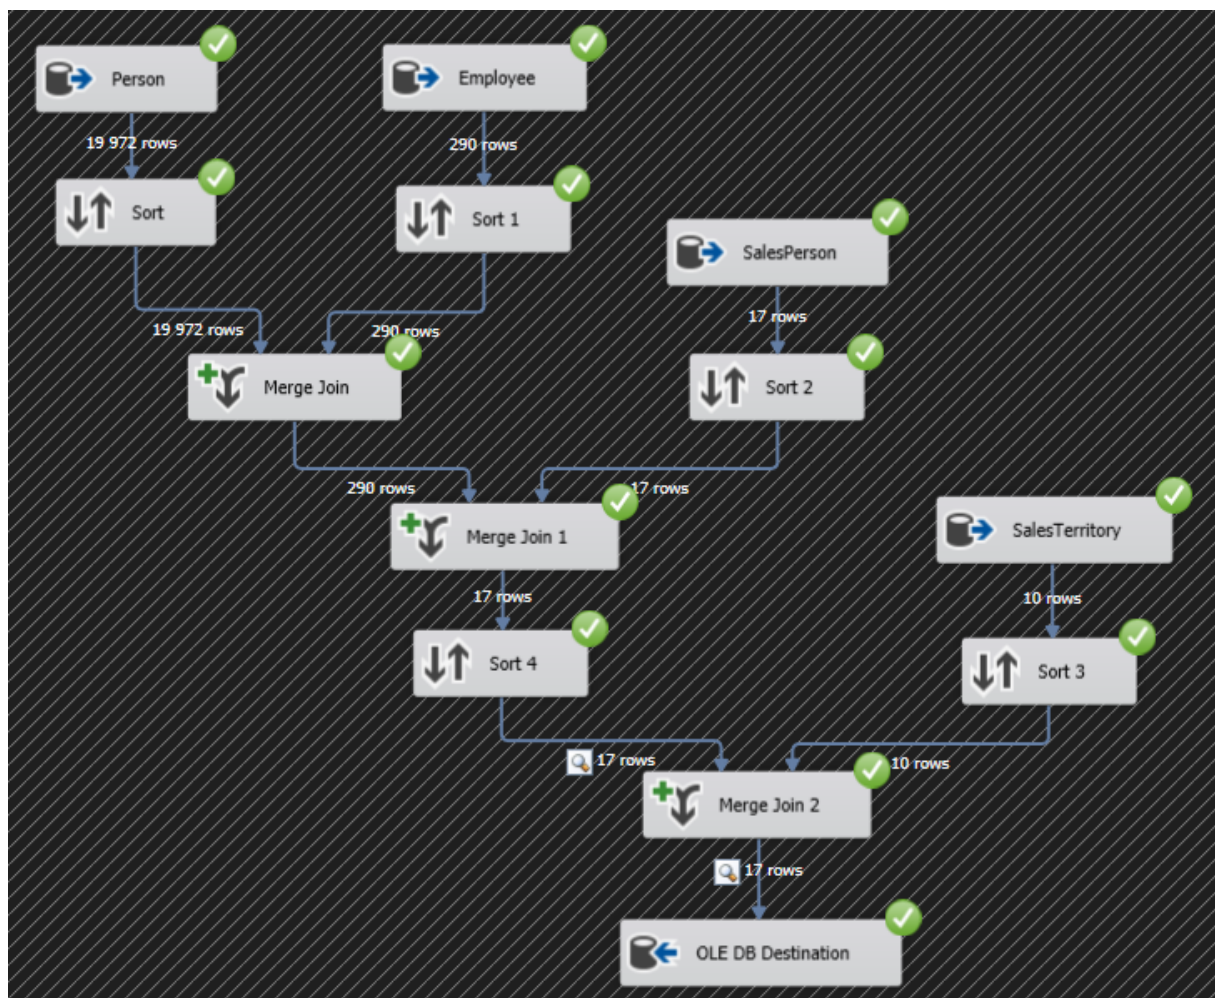 Person
Employee
19 972 rows
290 rows
Sort
Sort 1
SalesPerson
17 rows
19 972 rows
290 rows
Merge Join
Sort 2
290 rows
17 rows
Merge Join 1
SalesTerritory
17 rows
10 rows
Sort 4
Sort 3
17 rows
10 rows
Merge Join 2
17 rows
OLE DB Destination